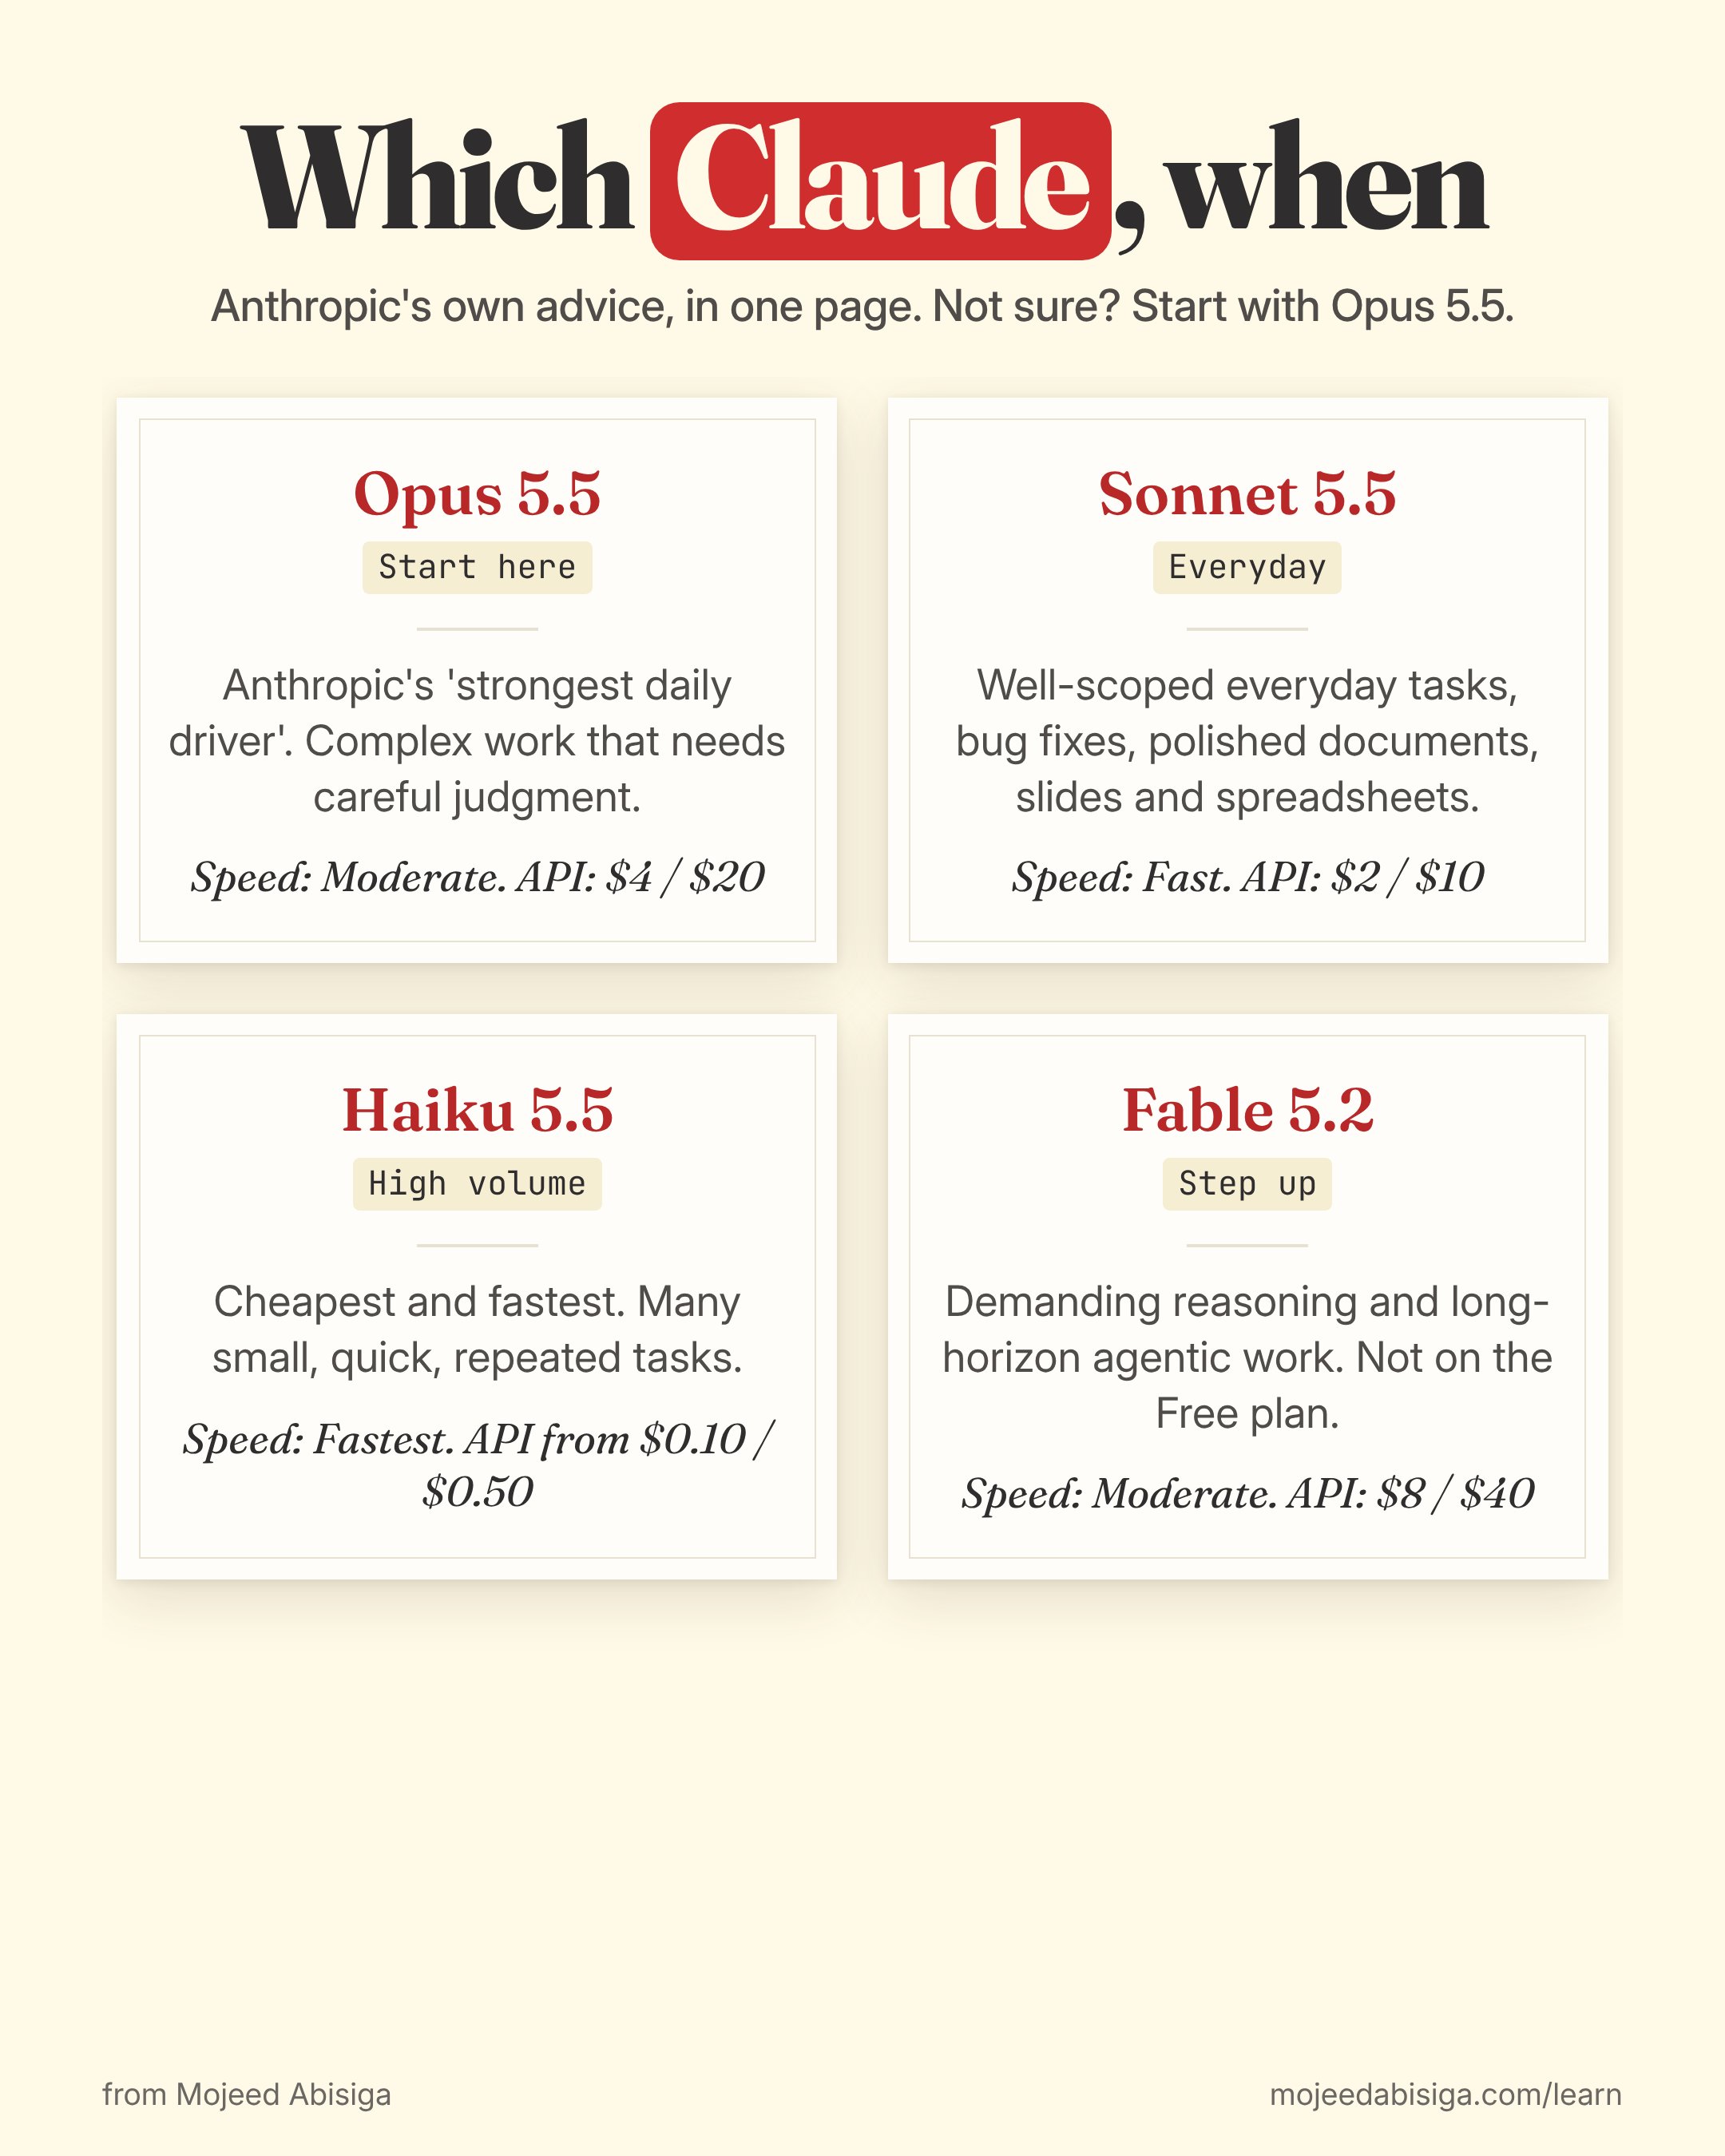 Which Claude, when
Anthropic's own advice, in one page. Not sure? Start with Opus 5.5.
Opus 5.5
Start here
Anthropic's 'strongest daily
driver'. Complex work that needs
careful judgment.
Speed: Moderate. API: $4 / $20
Sonnet 5.5
Everyday
Well-scoped everyday tasks,
bug fixes, polished documents,
slides and spreadsheets.
Speed: Fast. API: $2 / $10
Haiku 5.5
High volume
Cheapest and fastest. Many
small, quick, repeated tasks.
Speed: Fastest. API from $0.10 /
$0.50
Fable 5.2
Step up
Demanding reasoning and long-
horizon agentic work. Not on the
Free plan.
Speed: Moderate. API: $8 / $40
from Mojeed Abisiga
mojeedabisiga.com/learn